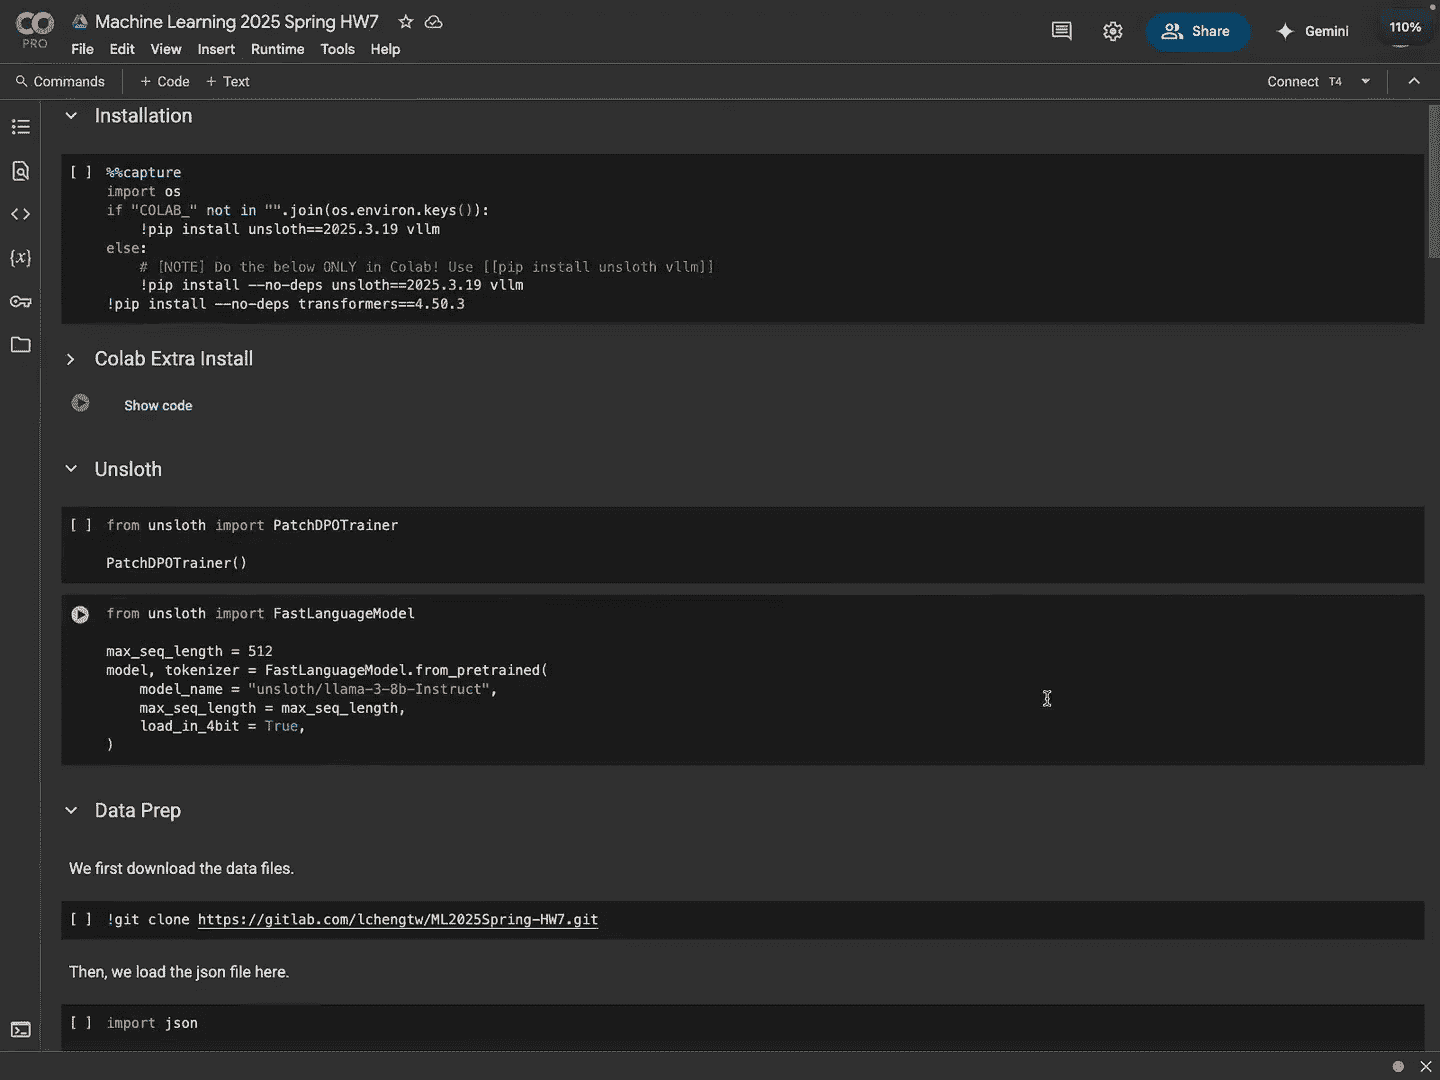 CO
PRO
Machine Learning 2025 Spring HW7
File Edit View Insert Runtime Tools Help
Share
Gemini
110%
Commands
+ Code + Text
Connect T4
Installation
[ ] %%capture
import os
if "COLAB_" not in "".join(os.environ.keys()):
!pip install unsloth==2025.3.19 vllm
else:
# [NOTE] Do the below ONLY in Colab! Use [[pip install unsloth vllm]]
!pip install --no-deps unsloth==2025.3.19 vllm
!pip install --no-deps transformers==4.50.3
Colab Extra Install
Show code
Unsloth
[ ] from unsloth import PatchDPOTrainer
PatchDPOTrainer()
from unsloth import FastLanguageModel
max_seq_length = 512
model, tokenizer = FastLanguageModel.from_pretrained(
model_name = "unsloth/llama-3-8b-Instruct",
max_seq_length = max_seq_length,
load_in_4bit = True,
)
Data Prep
We first download the data files.
[ ] !git clone https://gitlab.com/lchengtw/ML2025Spring-HW7.git
Then, we load the json file here.
[ ] import json